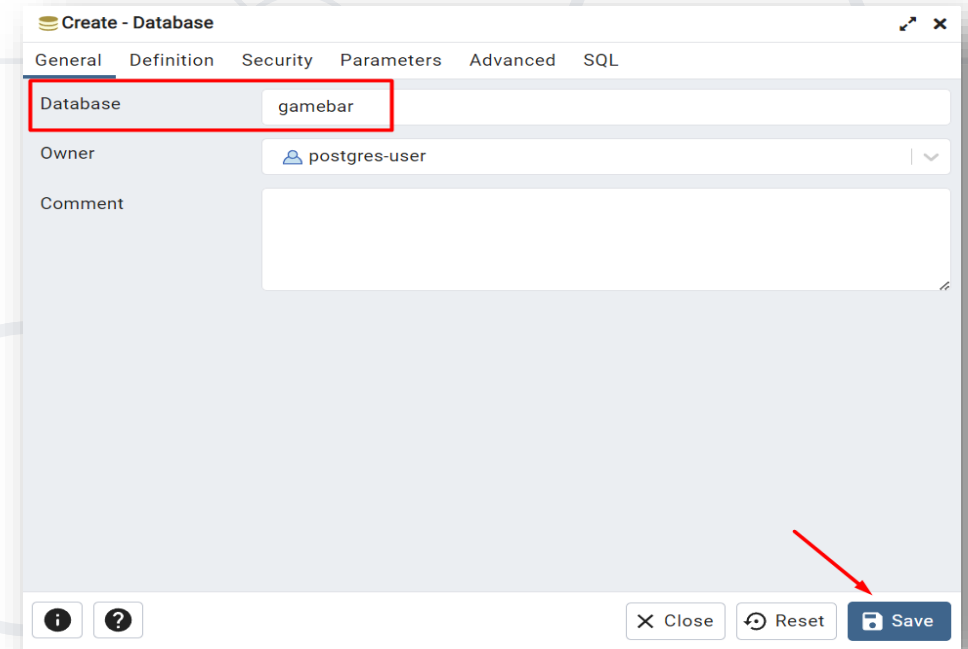 Create - Database
General Definition Security Parameters Advanced SQL
Database gamebar
Owner postgres-user
Comment
Close Reset Save